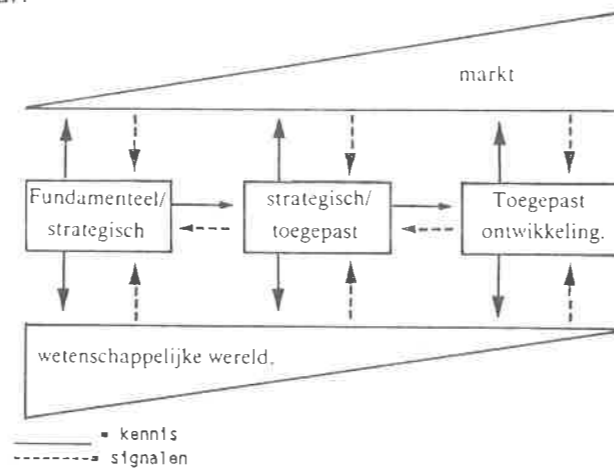 markt
Fundamenteel/
strategisch
strategisch/
toegepast
Toegepast
ontwikkeling.
wetenschappelijke wereld.
kennis
signalen